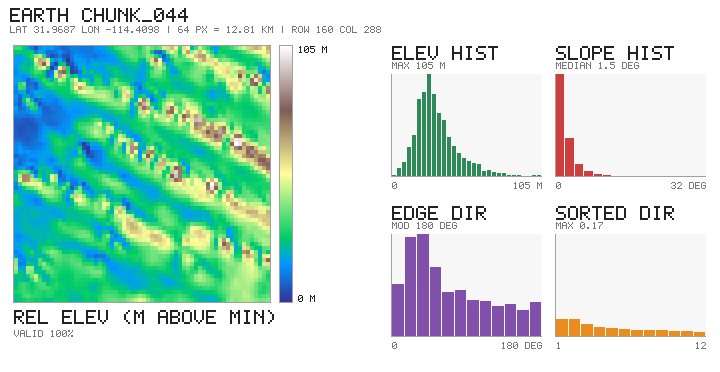 EARTH CHUNK_044
LAT 31.9687 LON -114.4098 | 64 PX = 12.81 KM | ROW 160 COL 288
105 M
0 M
REL ELEV (M ABOVE MIN)
VALID 100%
ELEV HIST
MAX 105 M
0 105 M
SLOPE HIST
MEDIAN 1.5 DEG
0 32 DEG
EDGE DIR
MOD 180 DEG
0 180 DEG
SORTED DIR
MAX 0.17
1 12